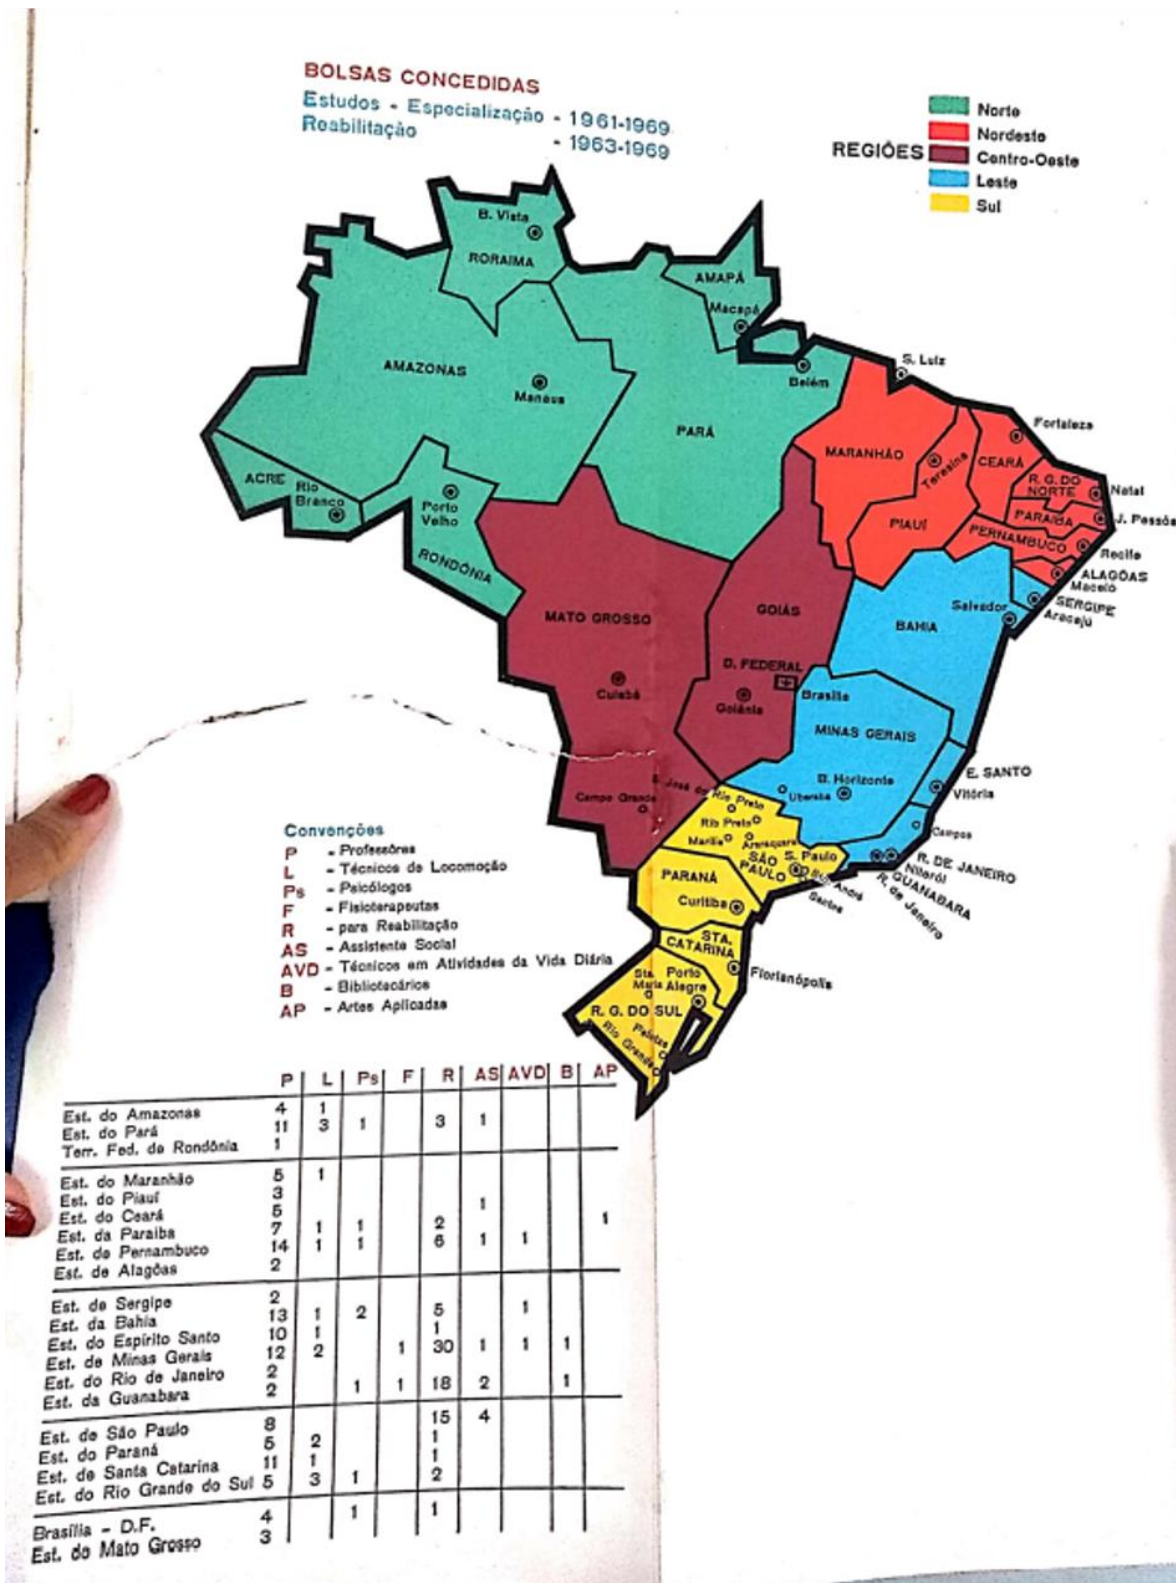 BOLSAS CONCEDIDAS
Estudos - Especialização - 1961-1969
Reabilitação - 1963-1969
REGIÕES
Norte
Nordeste
Centro-Oeste
Leste
Sul
B. Vista
RORAIMA
AMAPÁ
Macapá
AMAZONAS
Manaus
Belém
S. Luiz
PARÁ
Fortaleza
MARANHÃO
Teresina
CEARÁ
ACRE
Rio Branco
Porto Velho
R. G. DO NORTE
Natal
PARAÍBA
J. Pessôa
PIAUÍ
PERNAMBUCO
Recife
RONDÔNIA
ALAGÔAS
Maceió
SERGIPE
Aracajú
MATO GROSSO
GOIÁS
Salvador
BAHIA
D. FEDERAL
Cuiabá
Goiânia
Brasília
MINAS GERAIS
E. SANTO
Vitória
B. Horizonte
Uberaba
Campo Grande
S. José do Rio Preto
Rib Preto
Campos
Marília
Araraquara
SÃO PAULO
S. Paulo
Sto. André
Santos
R. DE JANEIRO
Niterói
GUANABARA
R. de Janeiro
PARANÁ
Curitiba
STA. CATARINA
Florianópolis
Sta. Maria
Porto Alegre
R. G. DO SUL
Pelotas
Rio Grande
Convenções
P - Professôres
L - Técnicos de Locomoção
Ps - Psicólogos
F - Fisioterapeutas
R - para Reabilitação
AS - Assistente Social
AVD - Técnicos em Atividades da Vida Diária
B - Bibliotecários
AP - Artes Aplicadas
P L Ps F R AS AVD B AP
Est. do Amazonas 4 1
Est. do Pará 11 3 1 3 1
Terr. Fed. de Rondônia 1
Est. do Maranhão 5 1
Est. do Piauí 3
Est. do Ceará 5 1
Est. da Paraíba 7 1 1 2 1
Est. de Pernambuco 14 1 1 6 1 1
Est. de Alagôas 2
Est. de Sergipe 2
Est. da Bahia 13 1 2 5 1
Est. do Espírito Santo 10 1 1
Est. de Minas Gerais 12 2 1 30 1 1 1
Est. do Rio de Janeiro 2
Est. da Guanabara 2 1 1 18 2 1
Est. de São Paulo 8 15 4
Est. do Paraná 5 2 1
Est. de Santa Catarina 11 1 1
Est. do Rio Grande do Sul 5 3 1 2
Brasília - D.F. 4 1 1
Est. do Mato Grosso 3